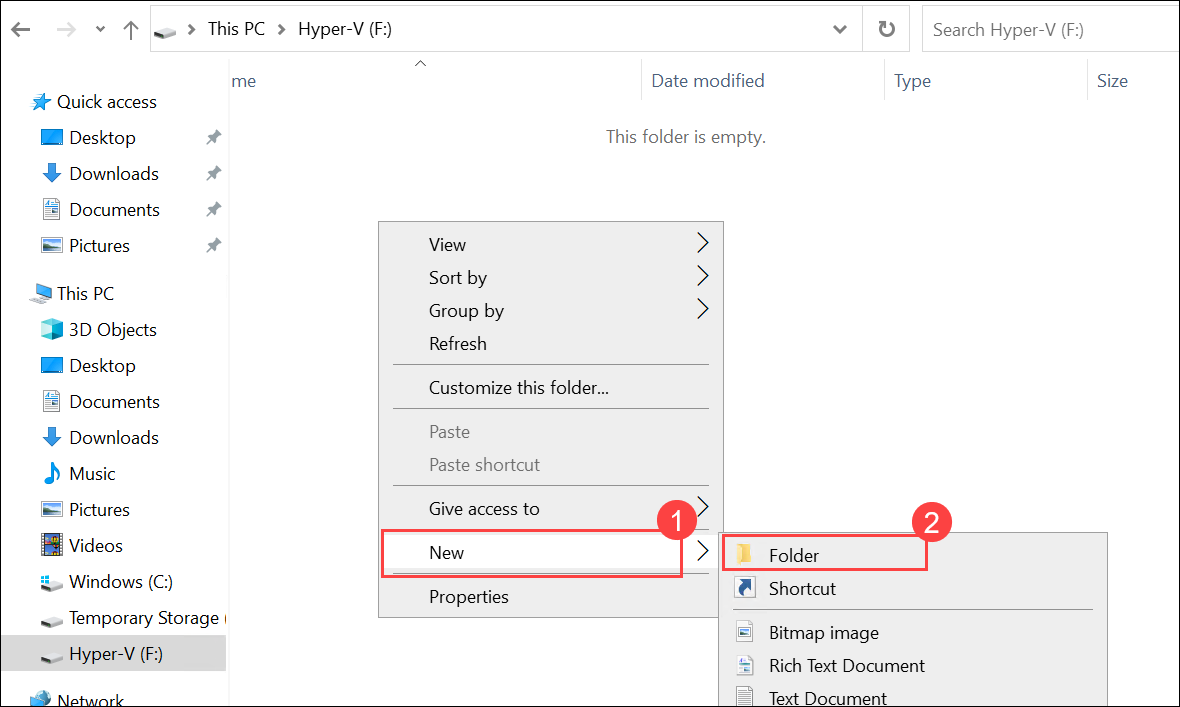 This PC > Hyper-V (F:)
Search Hyper-V (F:)
me
Date modified
Type
Size
This folder is empty.
Quick access
Desktop
Downloads
Documents
Pictures
This PC
3D Objects
Desktop
Documents
Downloads
Music
Pictures
Videos
Windows (C:)
Temporary Storage (
Hyper-V (F:)
Network
View
Sort by
Group by
Refresh
Customize this folder...
Paste
Paste shortcut
Give access to
1
New
Properties
2
Folder
Shortcut
Bitmap image
Rich Text Document
Text Document